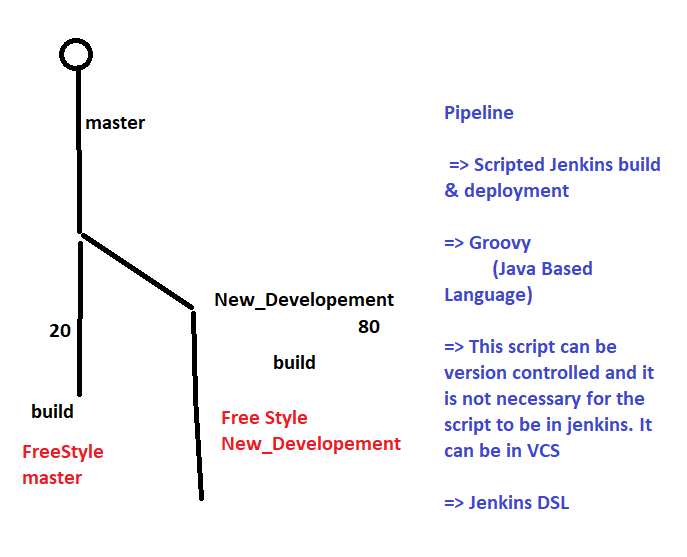 master
New_Developement
20
80
build
build
Free Style
New_Developement
FreeStyle
master
Pipeline
=> Scripted Jenkins build
& deployment
=> Groovy
(Java Based
Language)
=> This script can be
version controlled and it
is not necessary for the
script to be in jenkins. It
can be in VCS
=> Jenkins DSL